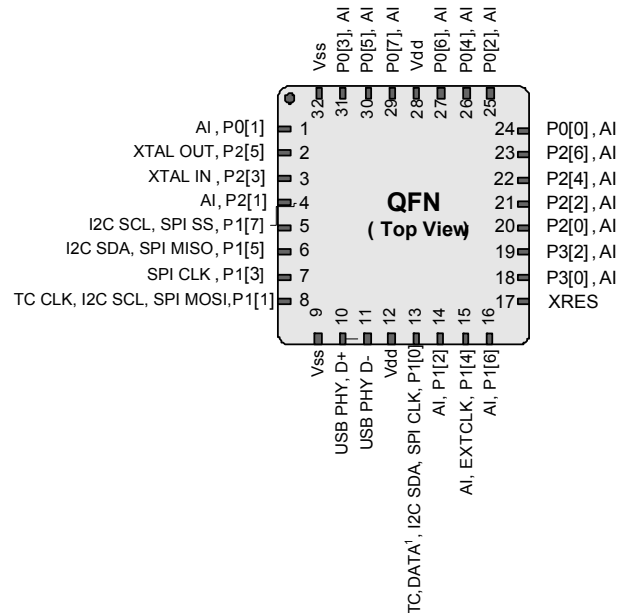 Vss
P0[3], AI
P0[5], AI
P0[7], AI
Vdd
P0[6], AI
P0[4], AI
P0[2], AI
32
31
30
29
28
27
26
25
AI , P0[1]
1
XTAL OUT, P2[5]
2
XTAL IN , P2[3]
3
AI, P2[1]
4
I2C SCL, SPI SS, P1[7]
5
I2C SDA, SPI MISO, P1[5]
6
SPI CLK , P1[3]
7
TC CLK, I2C SCL, SPI MOSI,P1[1]
8
QFN
( Top View)
24
P0[0] , AI
23
P2[6] , AI
22
P2[4] , AI
21
P2[2] , AI
20
P2[0] , AI
19
P3[2] , AI
18
P3[0] , AI
17
XRES
9
10
11
12
13
14
15
16
Vss
USB PHY, D+
USB PHY D-
Vdd
TC,DATA¹, I2C SDA, SPI CLK, P1[0]
AI, P1[2]
AI, EXTCLK, P1[4]
AI, P1[6]